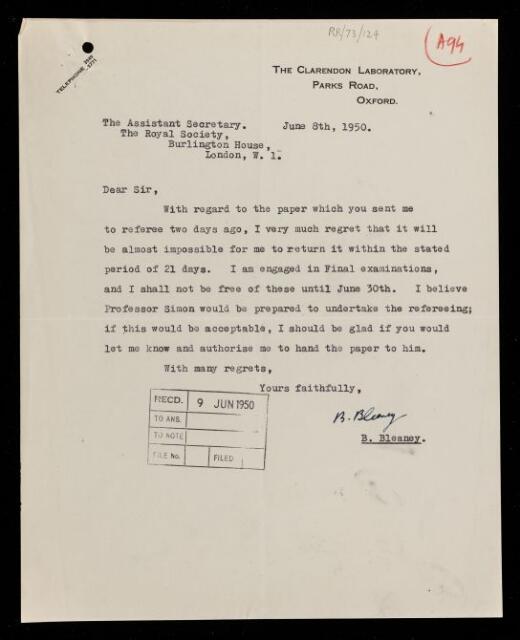 RR/73/124
A94
TELEPHONE
THE CLARENDON LABORATORY,
PARKS ROAD,
OXFORD.
The Assistant Secretary. June 8th, 1950.
The Royal Society,
Burlington House,
London, W. 1.
Dear Sir,
With regard to the paper which you sent me
to referee two days ago, I very much regret that it will
be almost impossible for me to return it within the stated
period of 21 days. I am engaged in Final examinations,
and I shall not be free of these until June 30th. I believe
Professor Simon would be prepared to undertake the refereeing;
if this would be acceptable, I should be glad if you would
let me know and authorise me to hand the paper to him.
With many regrets,
Yours faithfully,
RECD. 9 JUN 1950
TO ANS.
TO NOTE
FILE No. FILED
B. Bleaney
B. Bleaney.